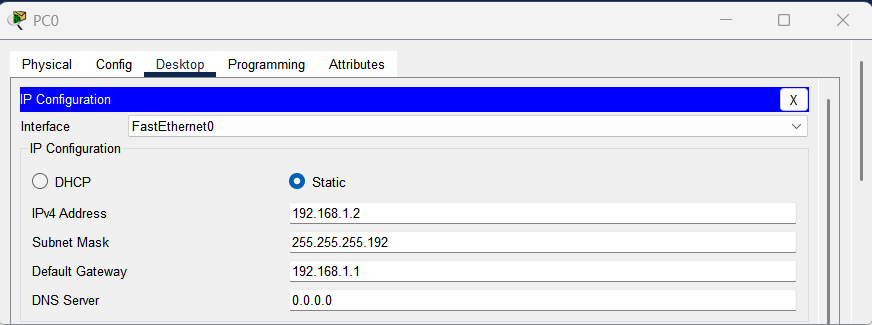 PC0
Physical Config Desktop Programming Attributes
IP Configuration X
Interface FastEthernet0
IP Configuration
DHCP Static
IPv4 Address 192.168.1.2
Subnet Mask 255.255.255.192
Default Gateway 192.168.1.1
DNS Server 0.0.0.0